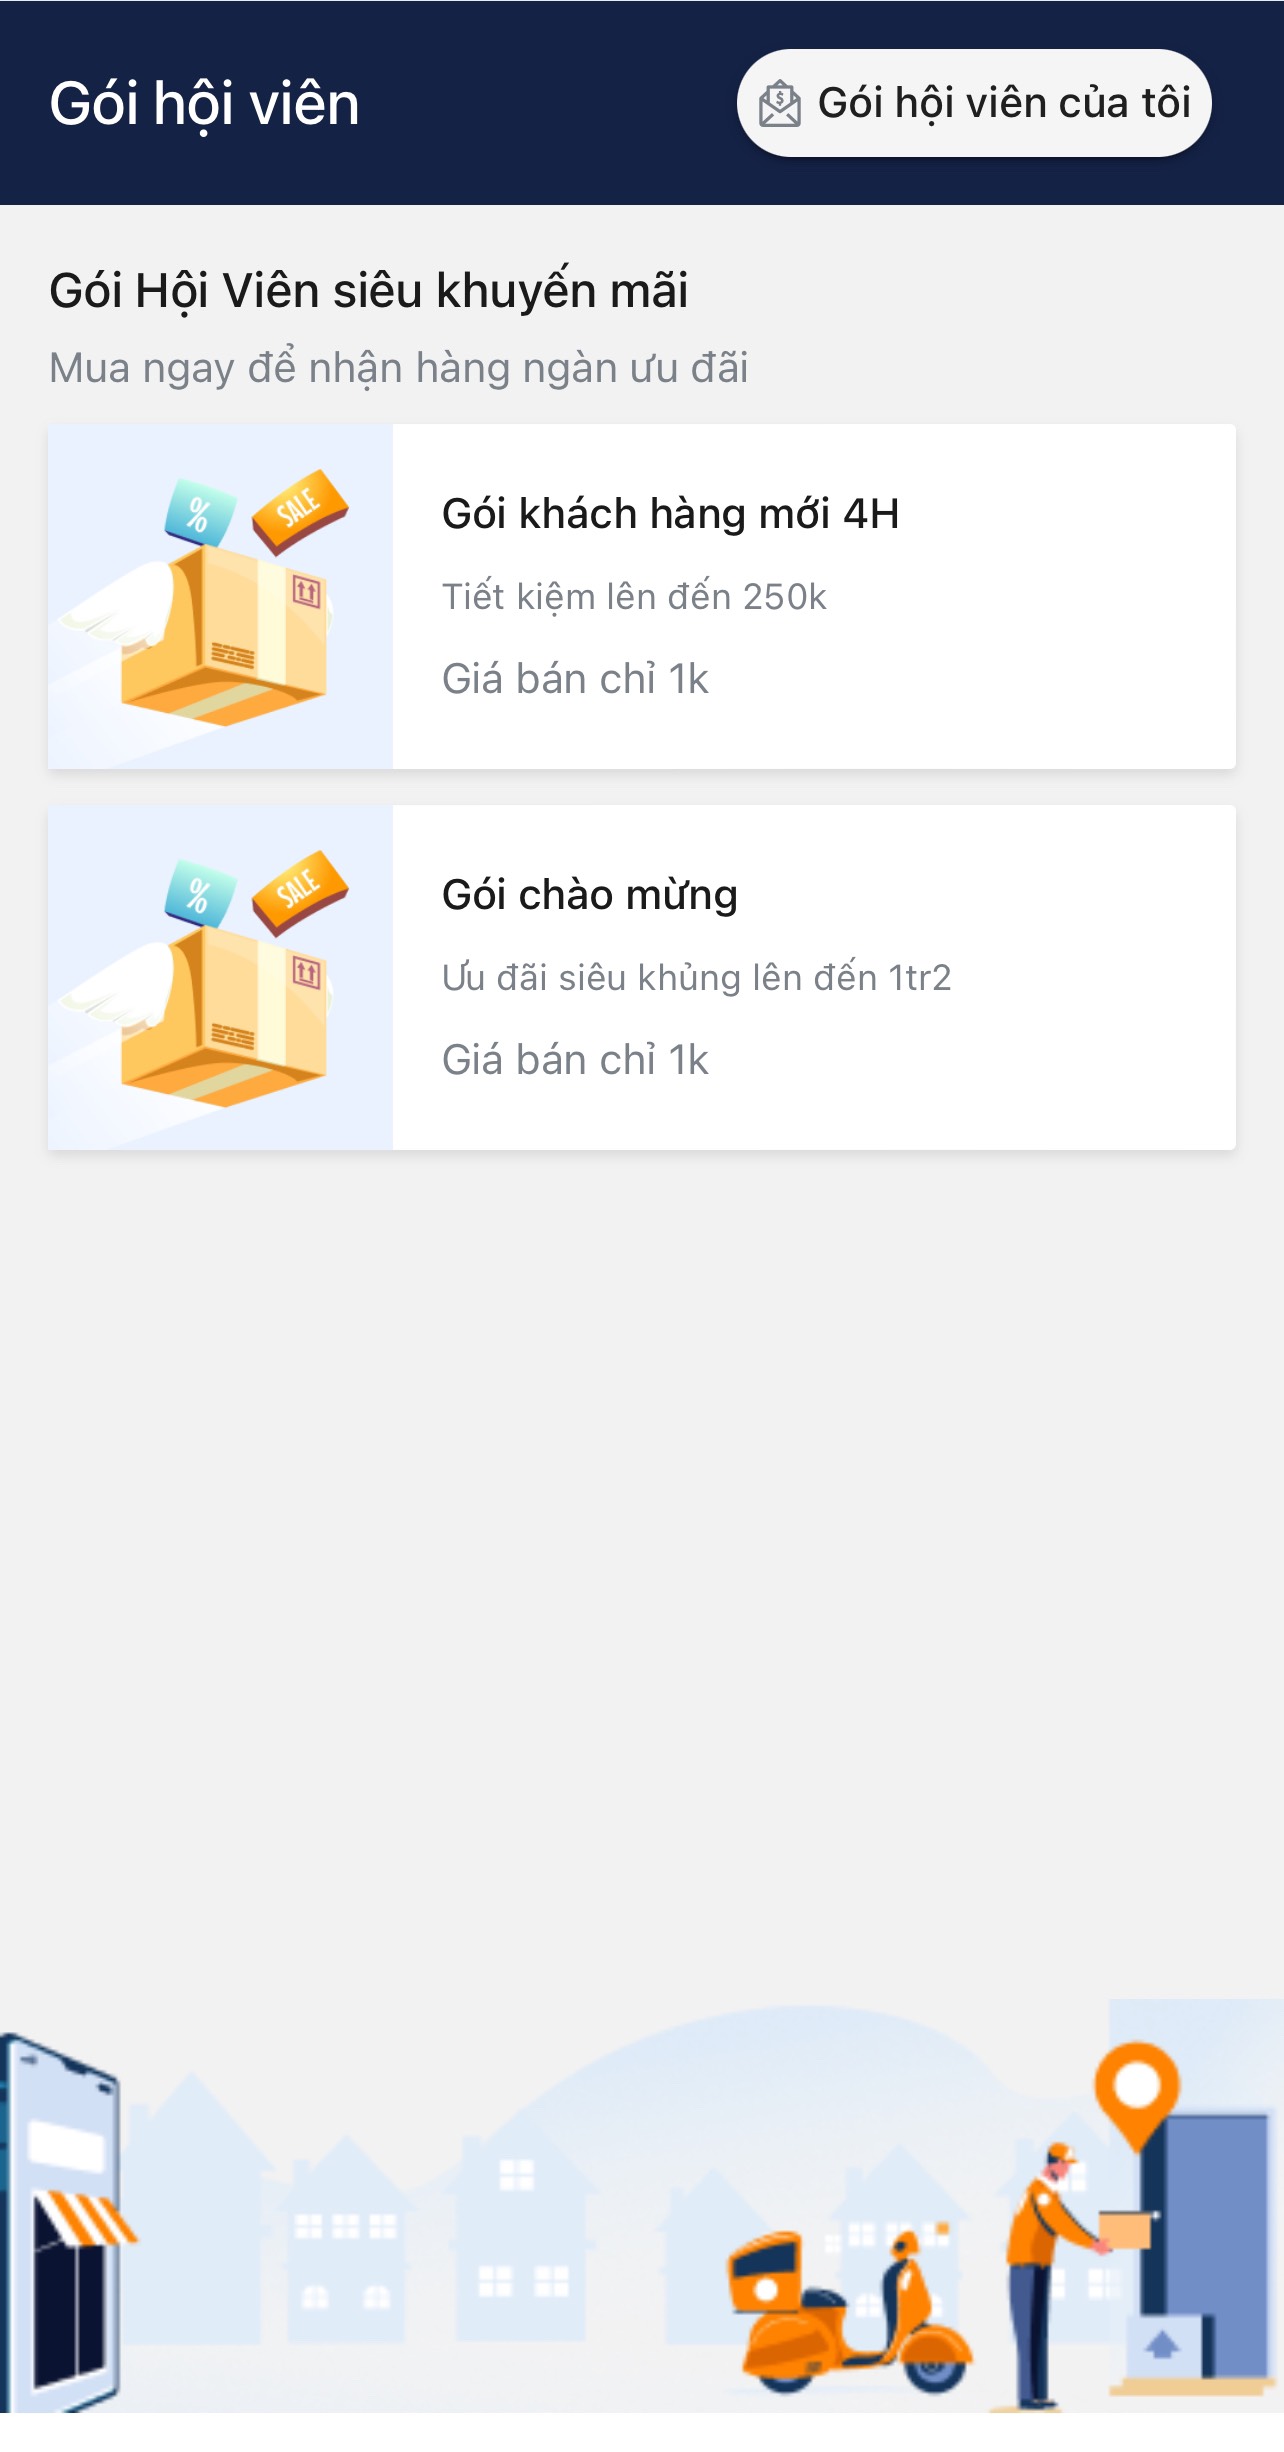 Gói hội viên
Gói hội viên của tôi
Gói Hội Viên siêu khuyến mãi
Mua ngay để nhận hàng ngàn ưu đãi
% SALE
Gói khách hàng mới 4H
Tiết kiệm lên đến 250k
Giá bán chỉ 1k
% SALE
Gói chào mừng
Ưu đãi siêu khủng lên đến 1tr2
Giá bán chỉ 1k